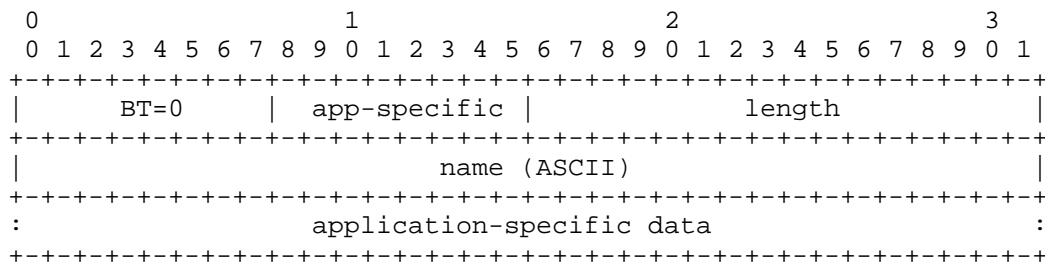 0                   1                   2                   3
 0 1 2 3 4 5 6 7 8 9 0 1 2 3 4 5 6 7 8 9 0 1 2 3 4 5 6 7 8 9 0 1
+-+-+-+-+-+-+-+-+-+-+-+-+-+-+-+-+-+-+-+-+-+-+-+-+-+-+-+-+-+-+-+-+
|      BT=0     |  app-specific |             length            |
+-+-+-+-+-+-+-+-+-+-+-+-+-+-+-+-+-+-+-+-+-+-+-+-+-+-+-+-+-+-+-+-+
|                          name (ASCII)                         |
+-+-+-+-+-+-+-+-+-+-+-+-+-+-+-+-+-+-+-+-+-+-+-+-+-+-+-+-+-+-+-+-+
:                  application-specific data                    :
+-+-+-+-+-+-+-+-+-+-+-+-+-+-+-+-+-+-+-+-+-+-+-+-+-+-+-+-+-+-+-+-+